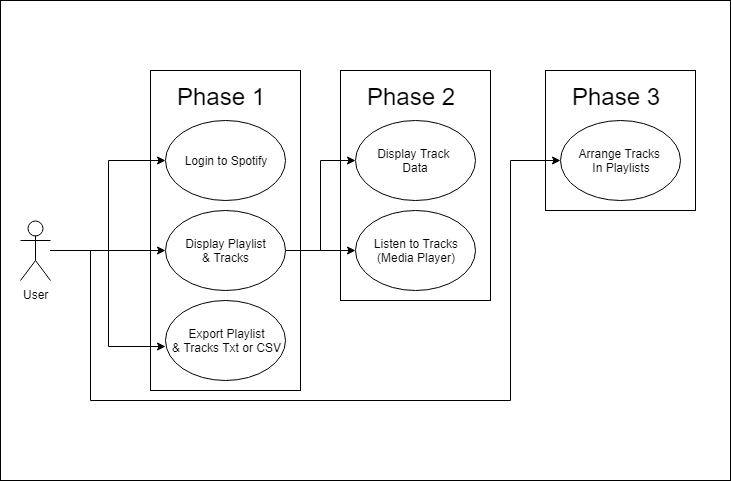 Phase 1
Login to Spotify
Display Playlist
& Tracks
Export Playlist
& Tracks Txt or CSV
Phase 2
Display Track
Data
Listen to Tracks
(Media Player)
Phase 3
Arrange Tracks
In Playlists
User